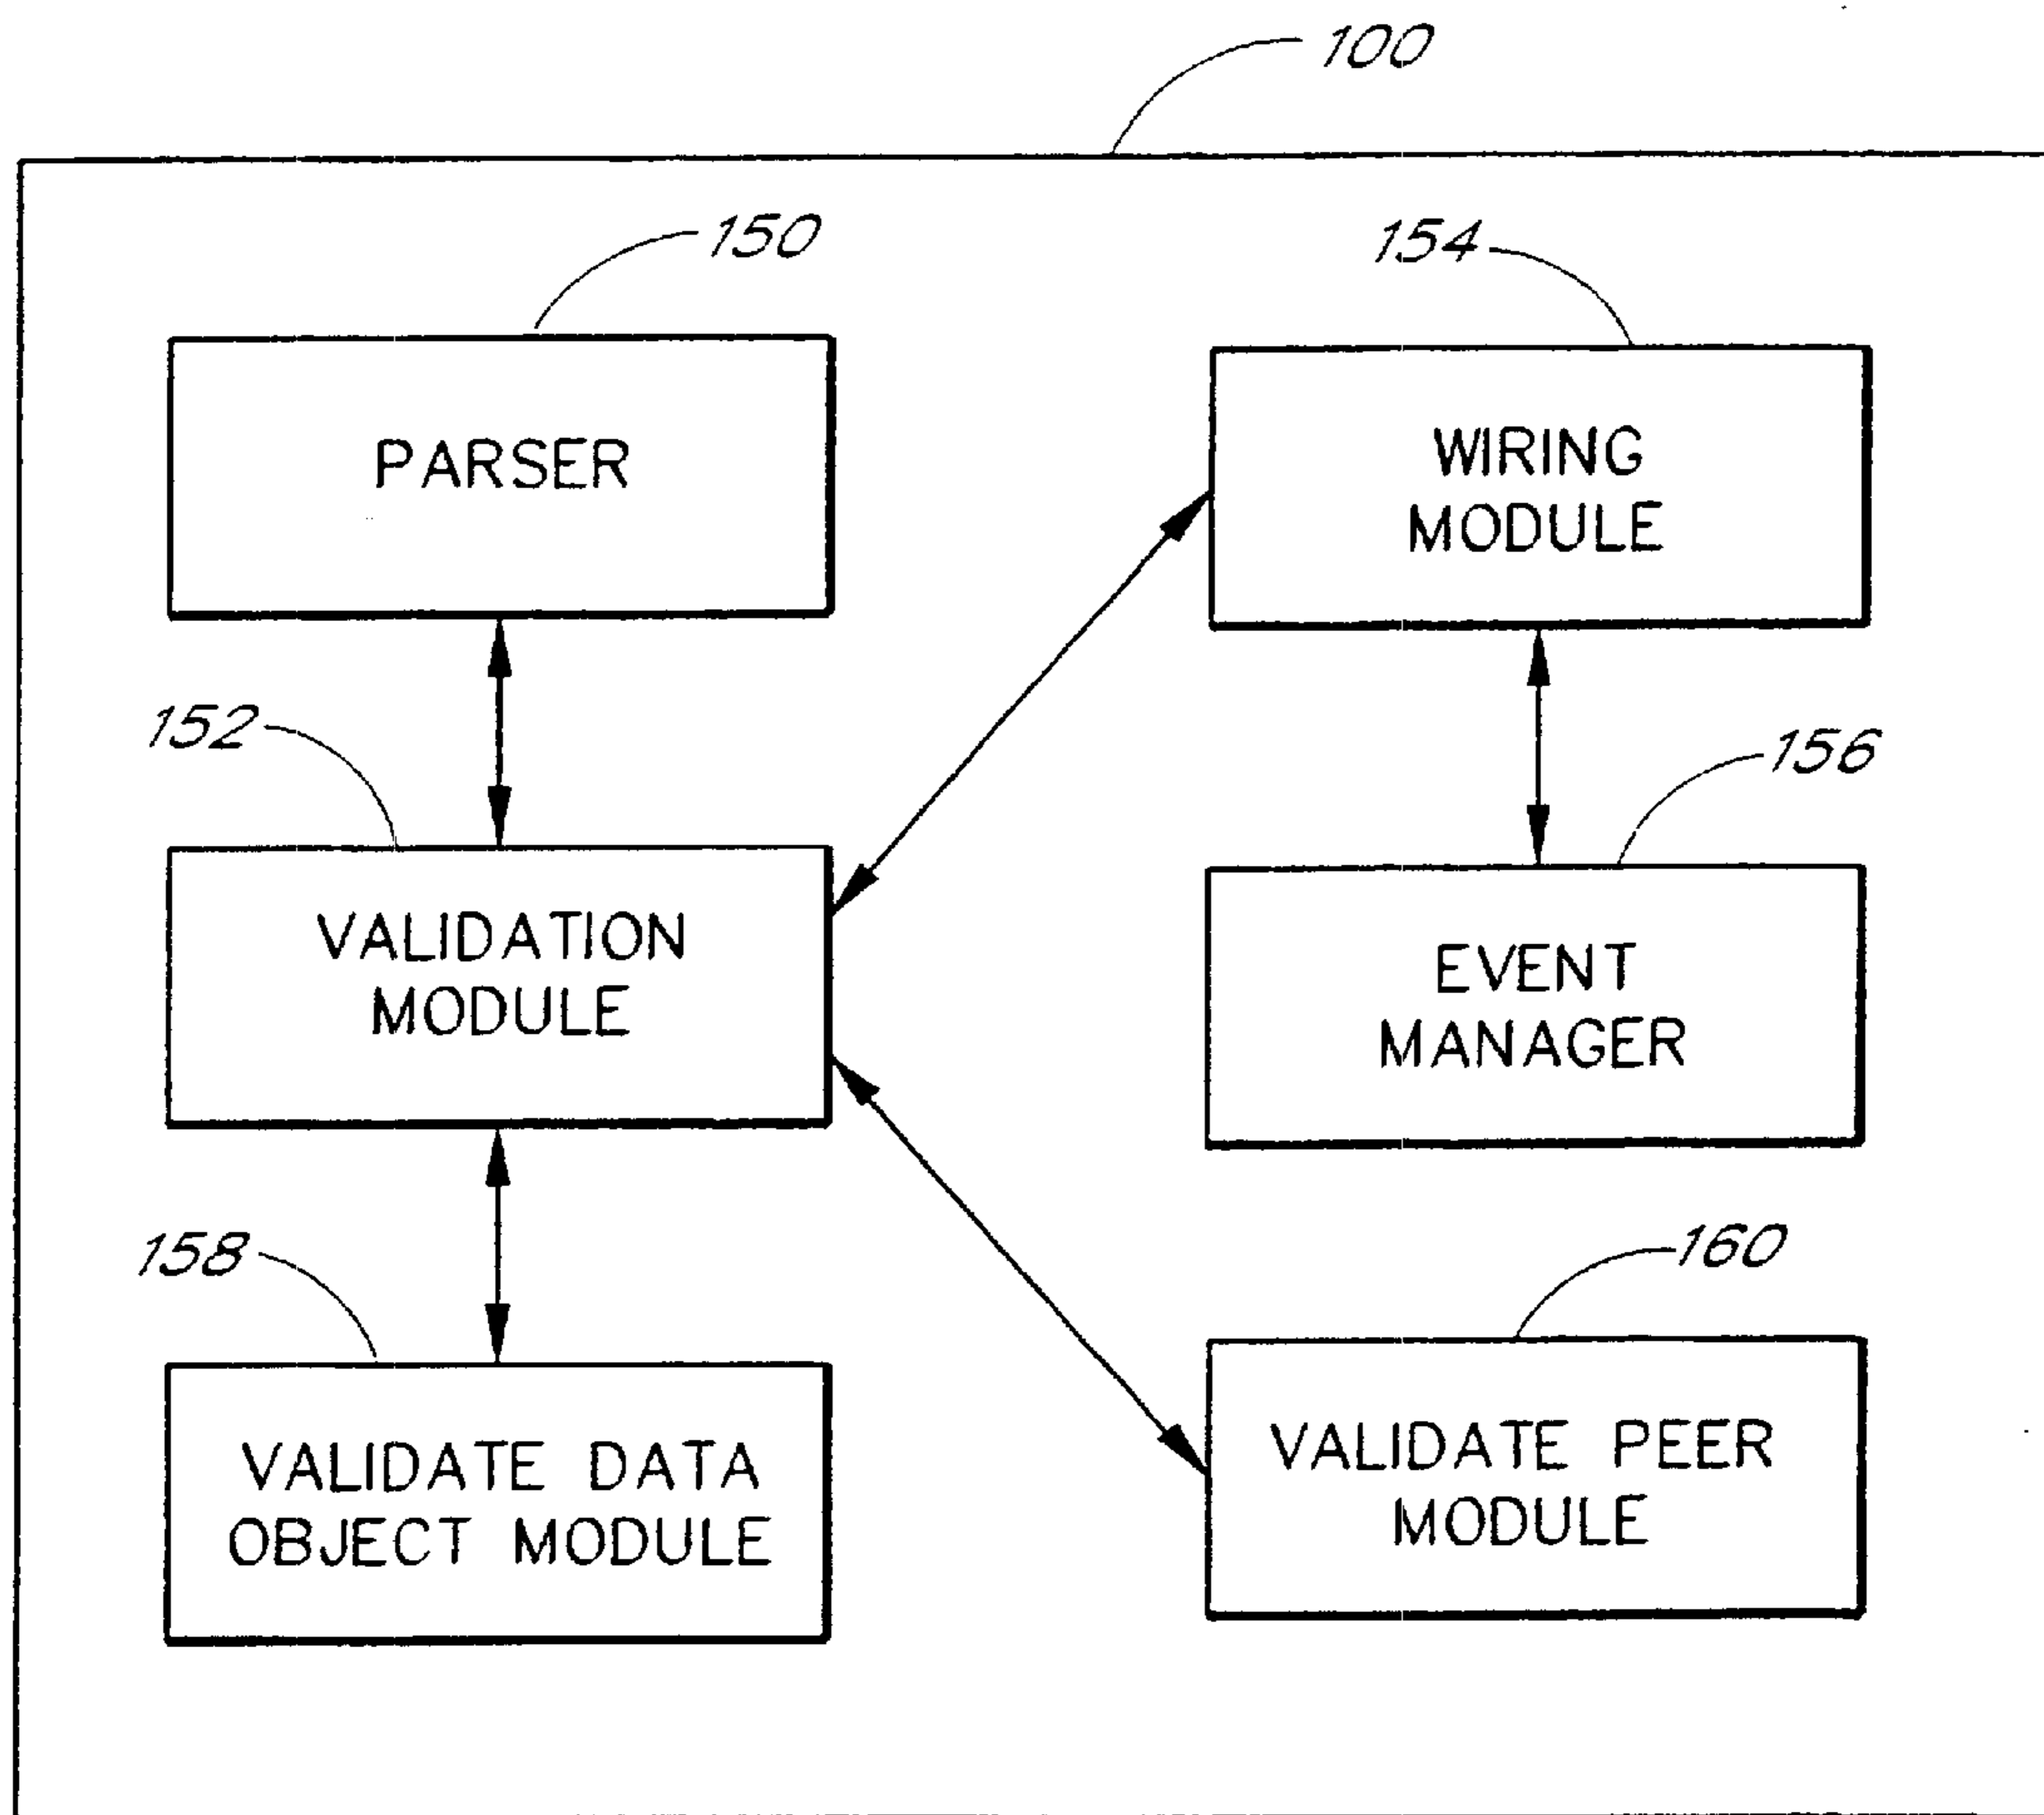 100
150
154
PARSER
WIRING
MODULE
152
156
VALIDATION
MODULE
EVENT
MANAGER
158
160
VALIDATE DATA
OBJECT MODULE
VALIDATE PEER
MODULE